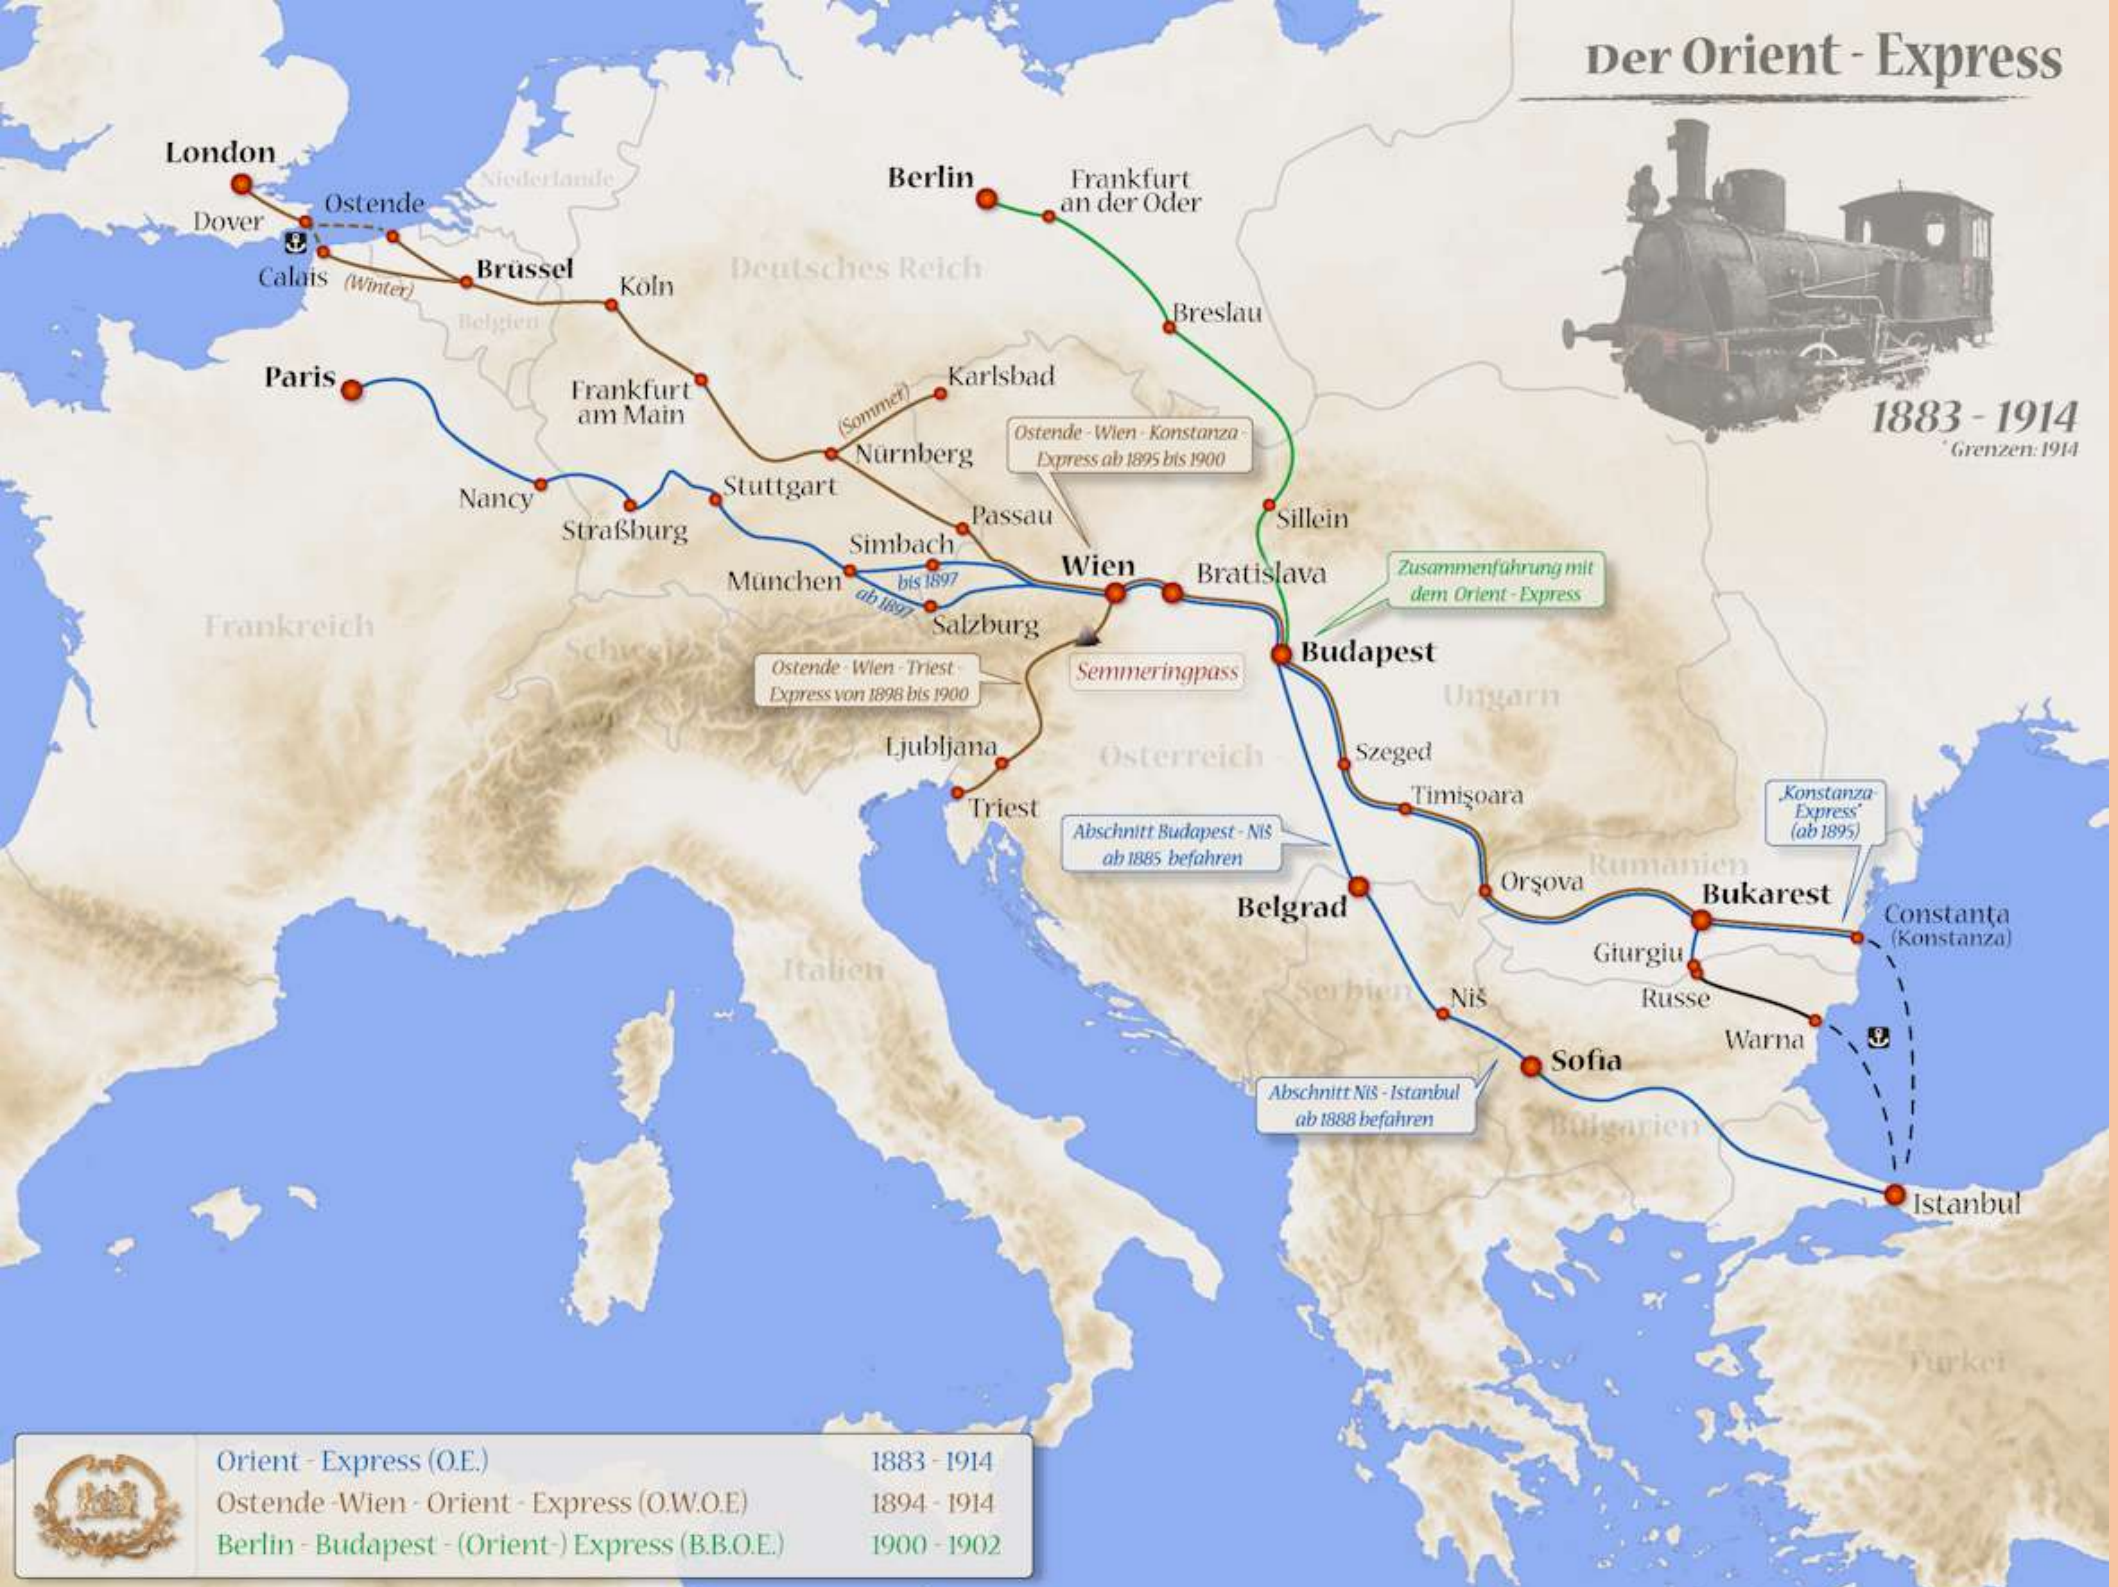 Der Orient - Express
1883 - 1914
* Grenzen: 1914
London
Dover
Ostende
Calais
(Winter)
Brüssel
Köln
Niederlande
Belgien
Deutsches Reich
Berlin
Frankfurt
an der Oder
Breslau
Paris
Frankfurt
am Main
Karlsbad
(Sommer)
Nürnberg
Ostende - Wien - Konstanza -
Express ab 1895 bis 1900
Nancy
Straßburg
Stuttgart
Passau
Sillein
Simbach
bis 1897
München
ab 1897
Salzburg
Wien
Bratislava
Zusammenführung mit
dem Orient - Express
Frankreich
Schweiz
Ostende - Wien - Triest -
Express von 1898 bis 1900
Semmeringpass
Budapest
Ungarn
Ljubljana
Österreich
Szeged
Triest
Timişoara
Abschnitt Budapest - Niš
ab 1885 befahren
„Konstanza-
Express"
(ab 1895)
Rumänien
Belgrad
Orşova
Bukarest
Constanţa
(Konstanza)
Giurgiu
Italien
Serbien
Niš
Russe
Warna
Sofia
Abschnitt Niš - Istanbul
ab 1888 befahren
Bulgarien
Istanbul
Türkei
Orient - Express (O.E.) 1883 - 1914
Ostende -Wien - Orient - Express (O.W.O.E) 1894 - 1914
Berlin - Budapest - (Orient-) Express (B.B.O.E.) 1900 - 1902